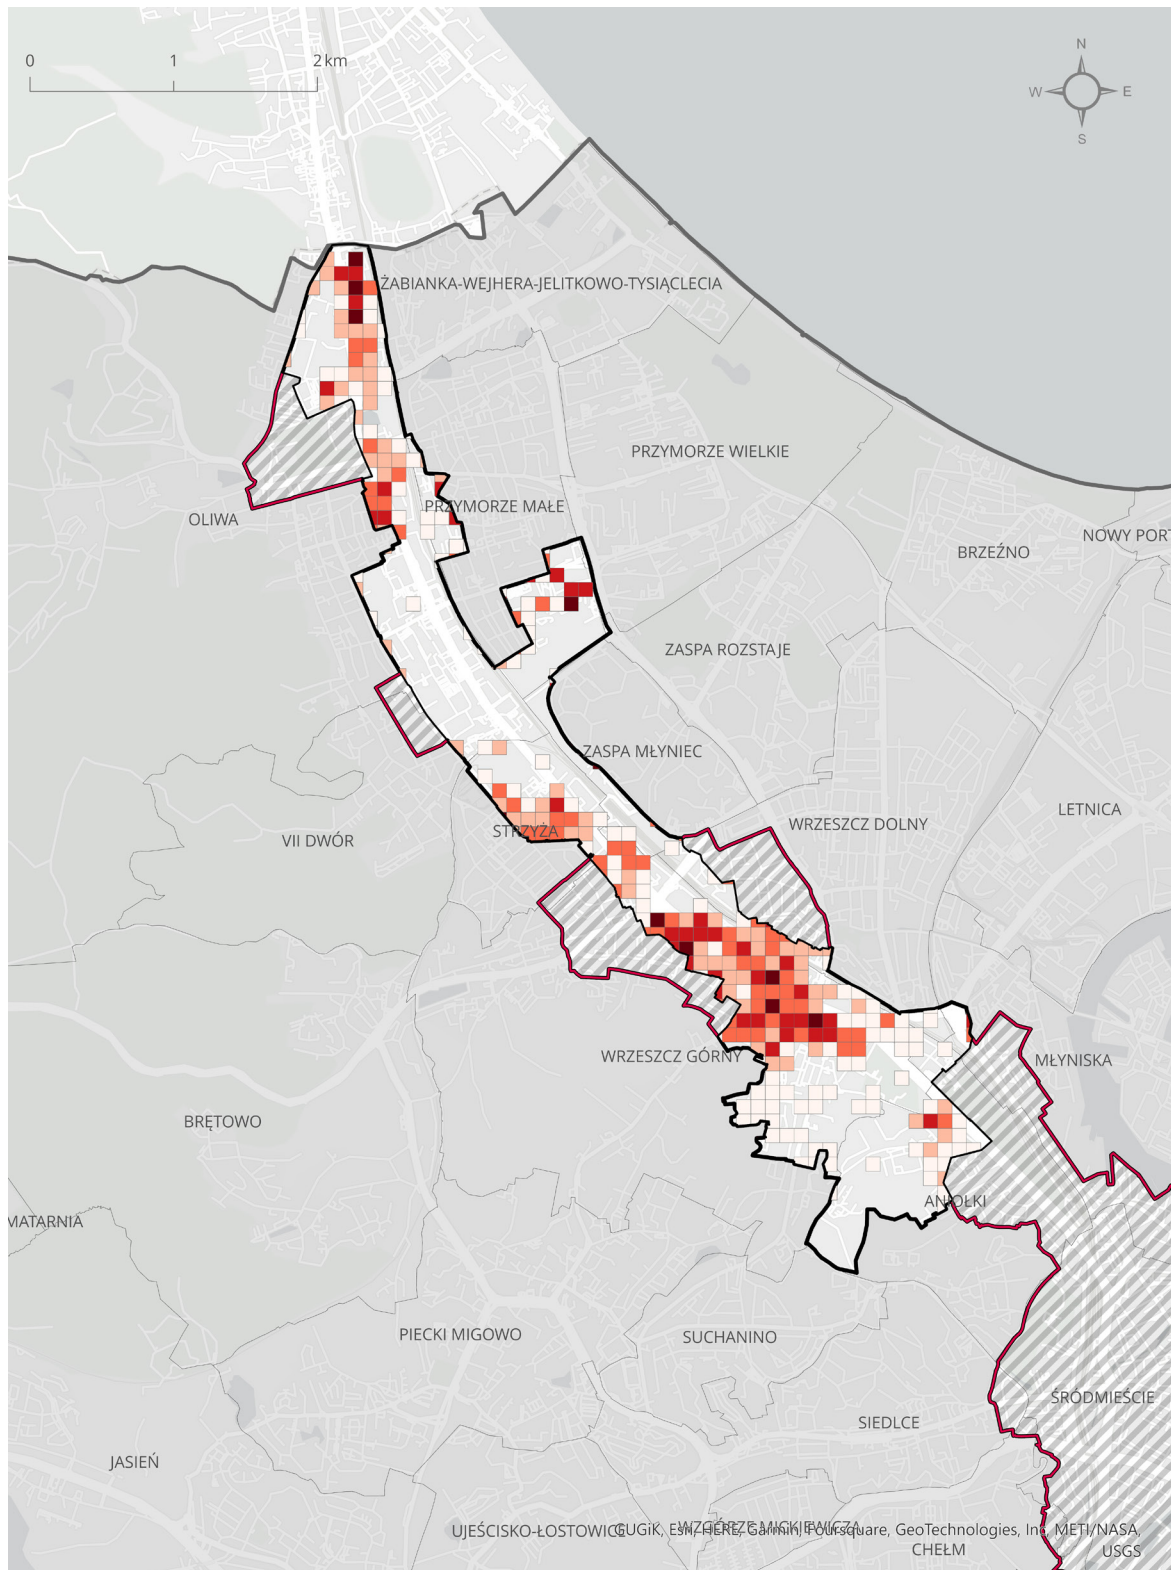 0 1 2 km
N
W E
S
ŻABIANKA-WEJHERA-JELITKOWO-TYSIĄCLECIA
PRZYMORZE WIELKIE
PRZYMORZE MAŁE
OLIWA
NOWY PORT
BRZEŹNO
ZASPA ROZSTAJE
ZASPA MŁYNIEC
LETNICA
WRZESZCZ DOLNY
STRZYŻA
VII DWÓR
WRZESZCZ GÓRNY
MŁYNISKA
BRĘTOWO
ANIOŁKI
MATARNIA
PIECKI MIGOWO
SUCHANINO
ŚRÓDMIEŚCIE
SIEDLCE
JASIEŃ
UJEŚCISKO-ŁOSTOWICE
WZGÓRZE MICKIEWICZA
GUGiK, Esri, HERE, Garmin, Foursquare, GeoTechnologies, Inc, METI/NASA,
USGS
CHEŁM